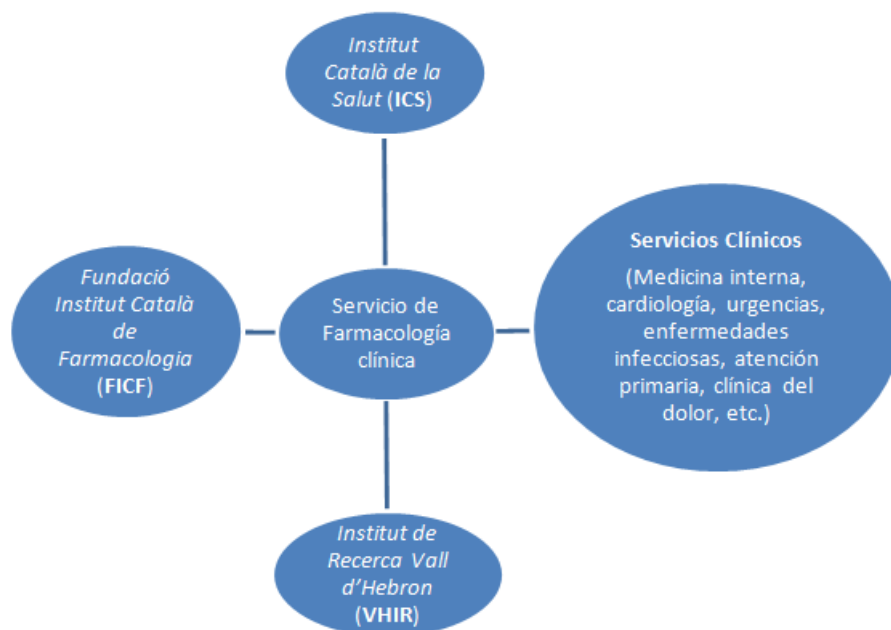 Institut
Català de la
Salut (ICS)
Servicios Clínicos
(Medicina interna,
cardiología, urgencias,
enfermedades
infecciosas, atención
primaria, clínica del
dolor, etc.)
Fundació
Institut Català
de
Farmacologia
(FICF)
Servicio de
Farmacología
clínica
Institut de
Recerca Vall
d’Hebron
(VHIR)